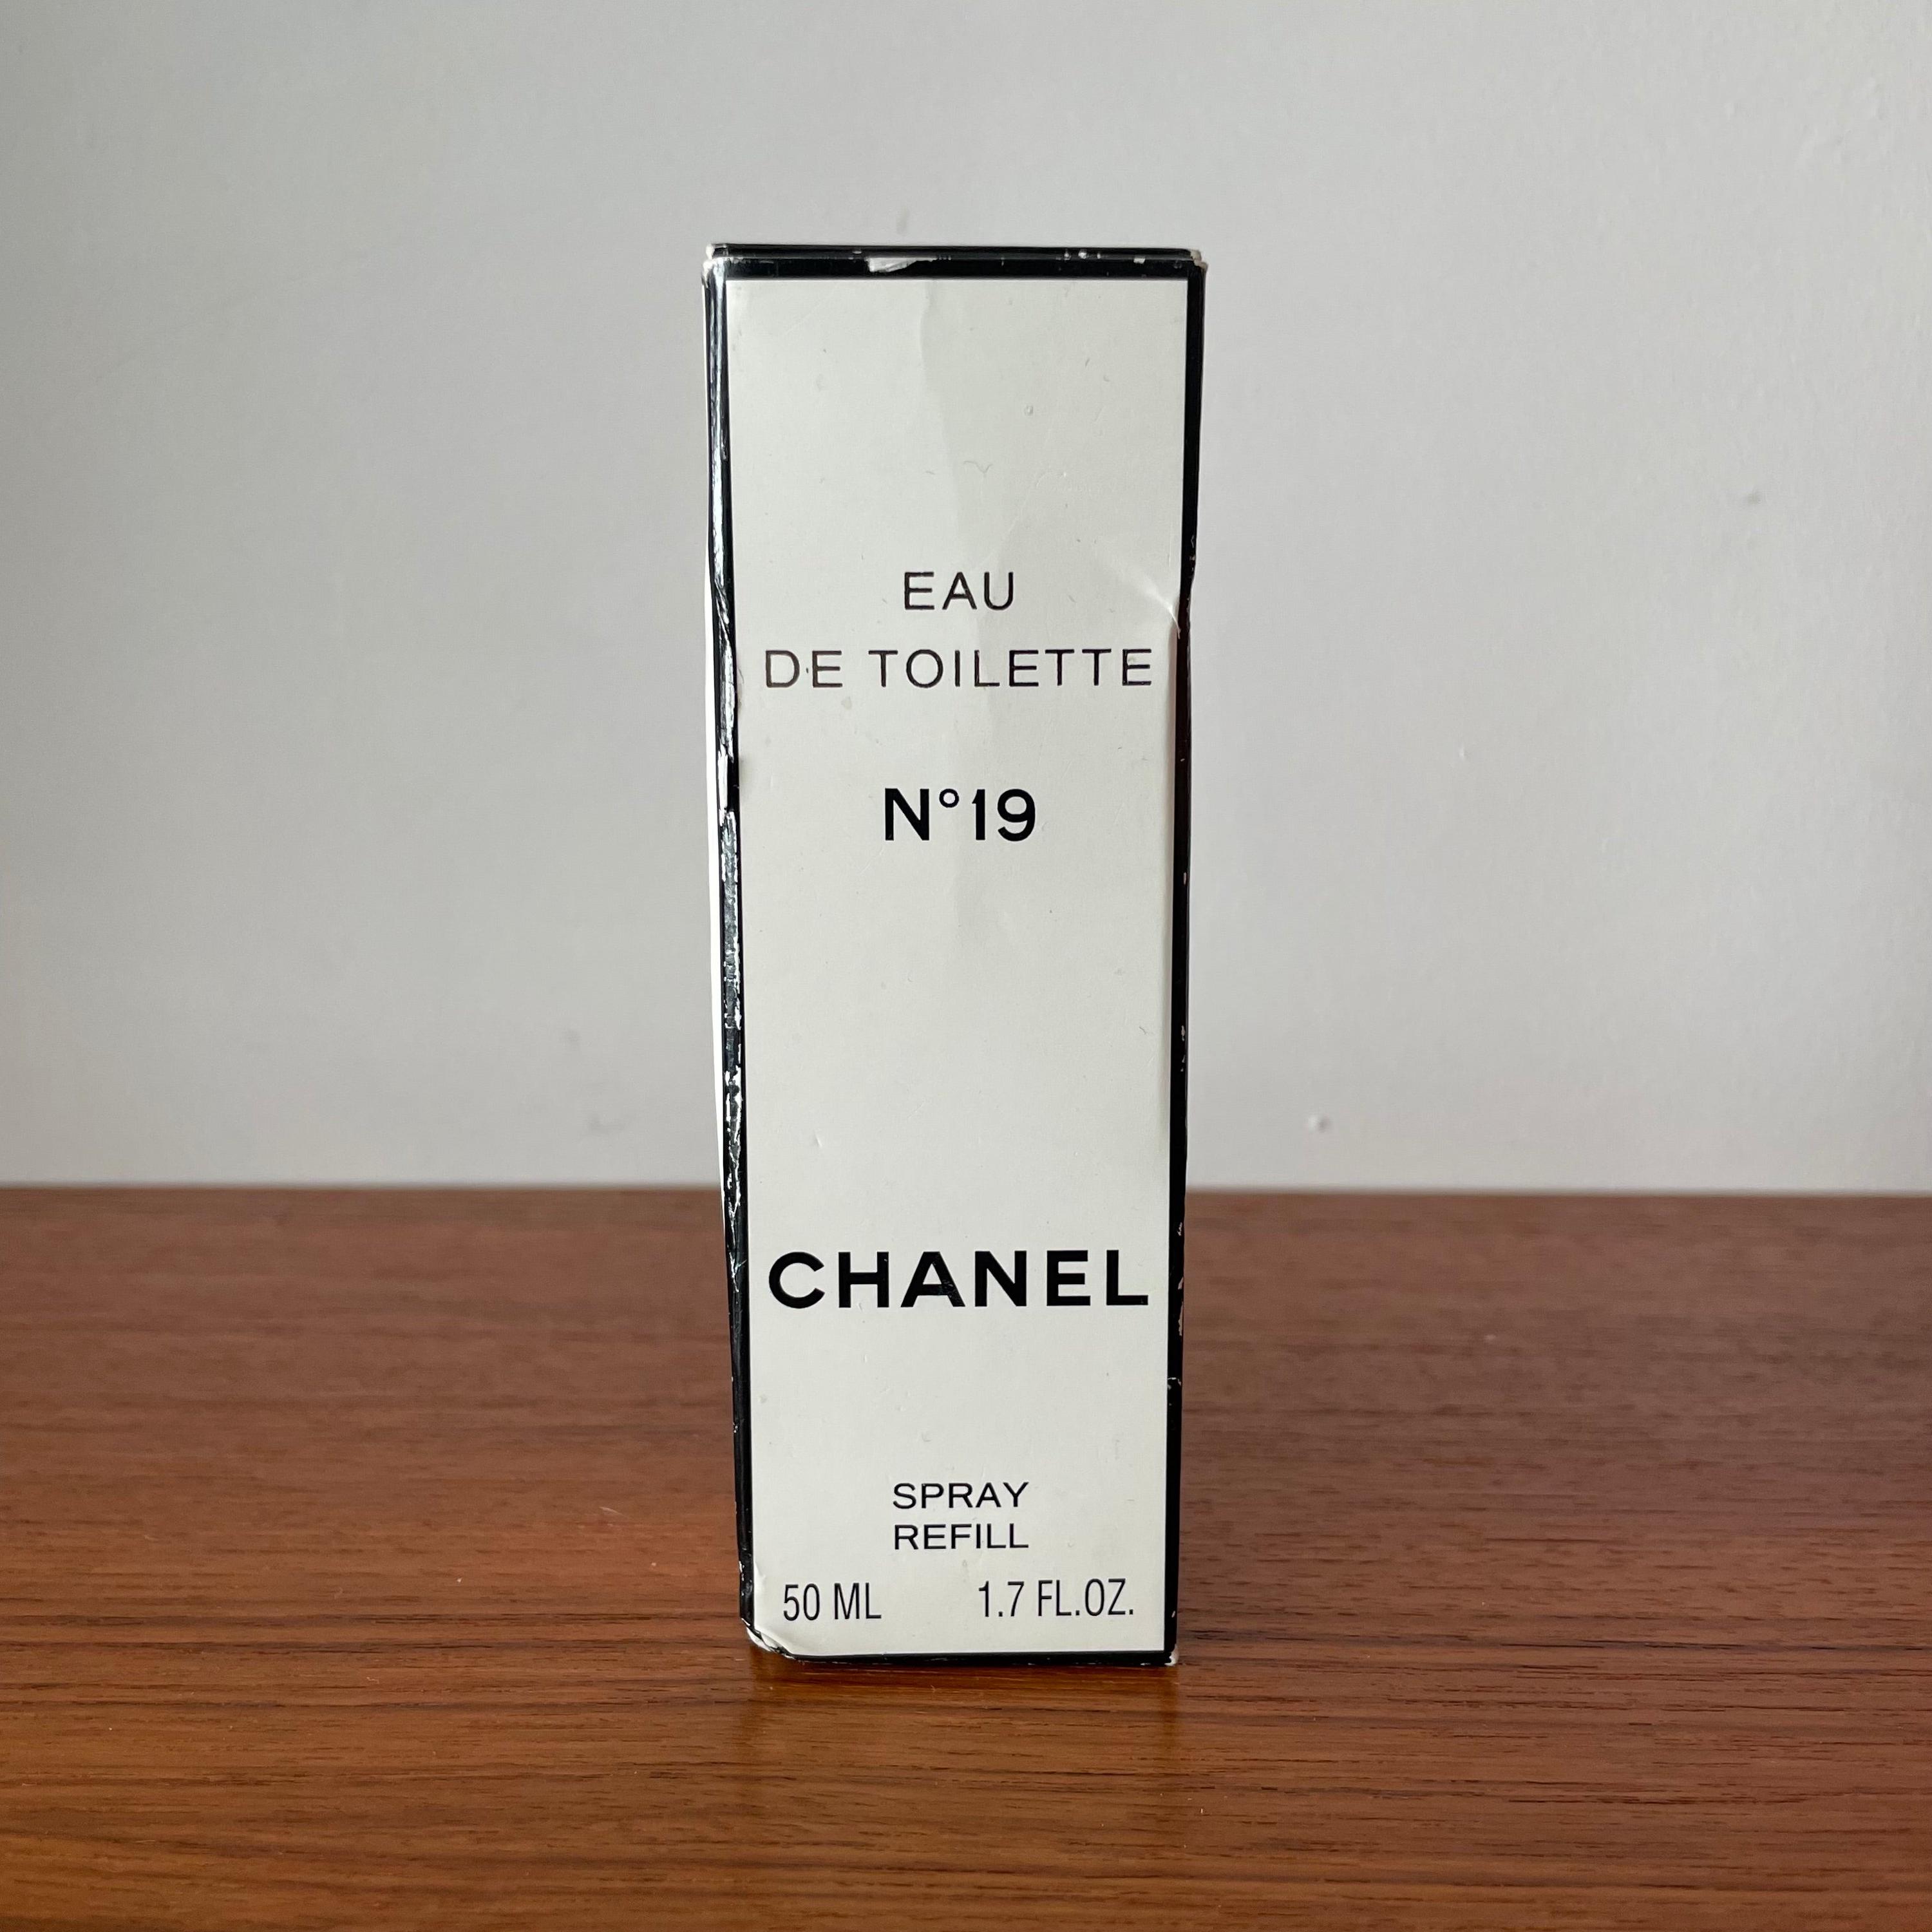 EAU
DE TOILETTE
N°19
CHANEL
SPRAY
REFILL
50 ML 1.7 FL.OZ.